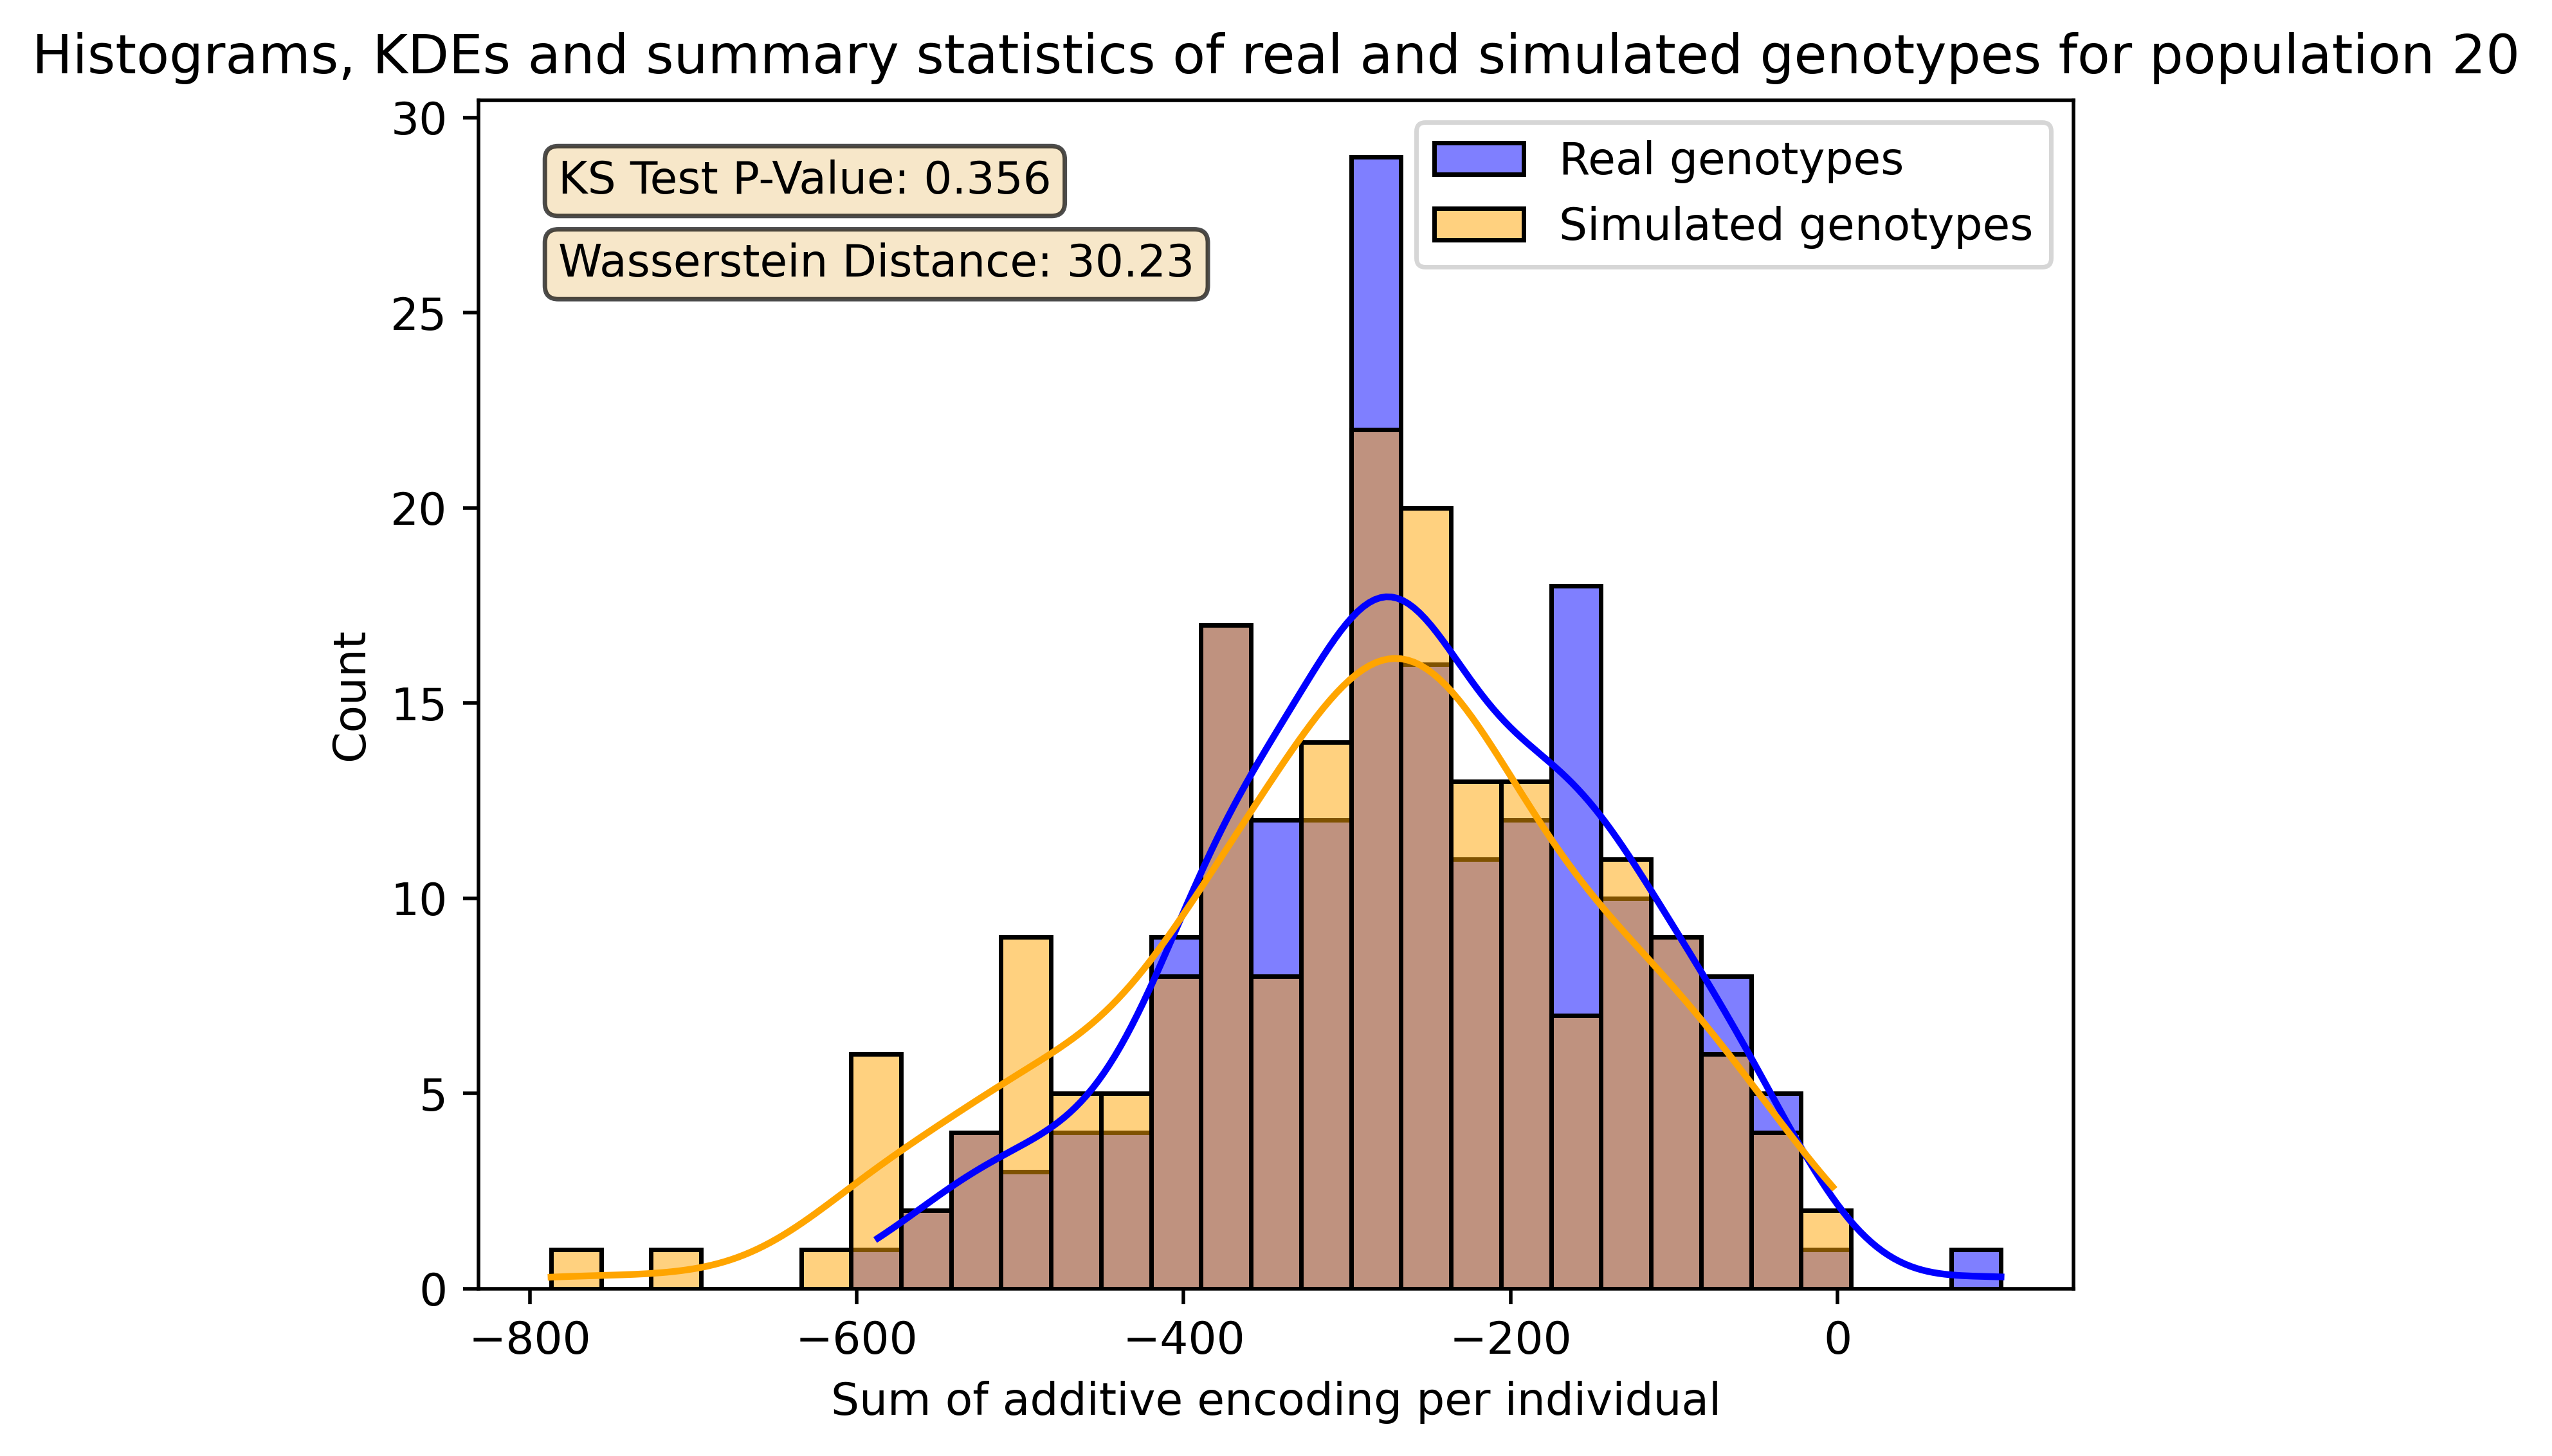 Histograms, KDEs and summary statistics of real and simulated genotypes for population 20
KS Test P-Value: 0.356
Wasserstein Distance: 30.23
Real genotypes
Simulated genotypes
30
25
20
15
10
5
0
Count
−800
−600
−400
−200
0
Sum of additive encoding per individual